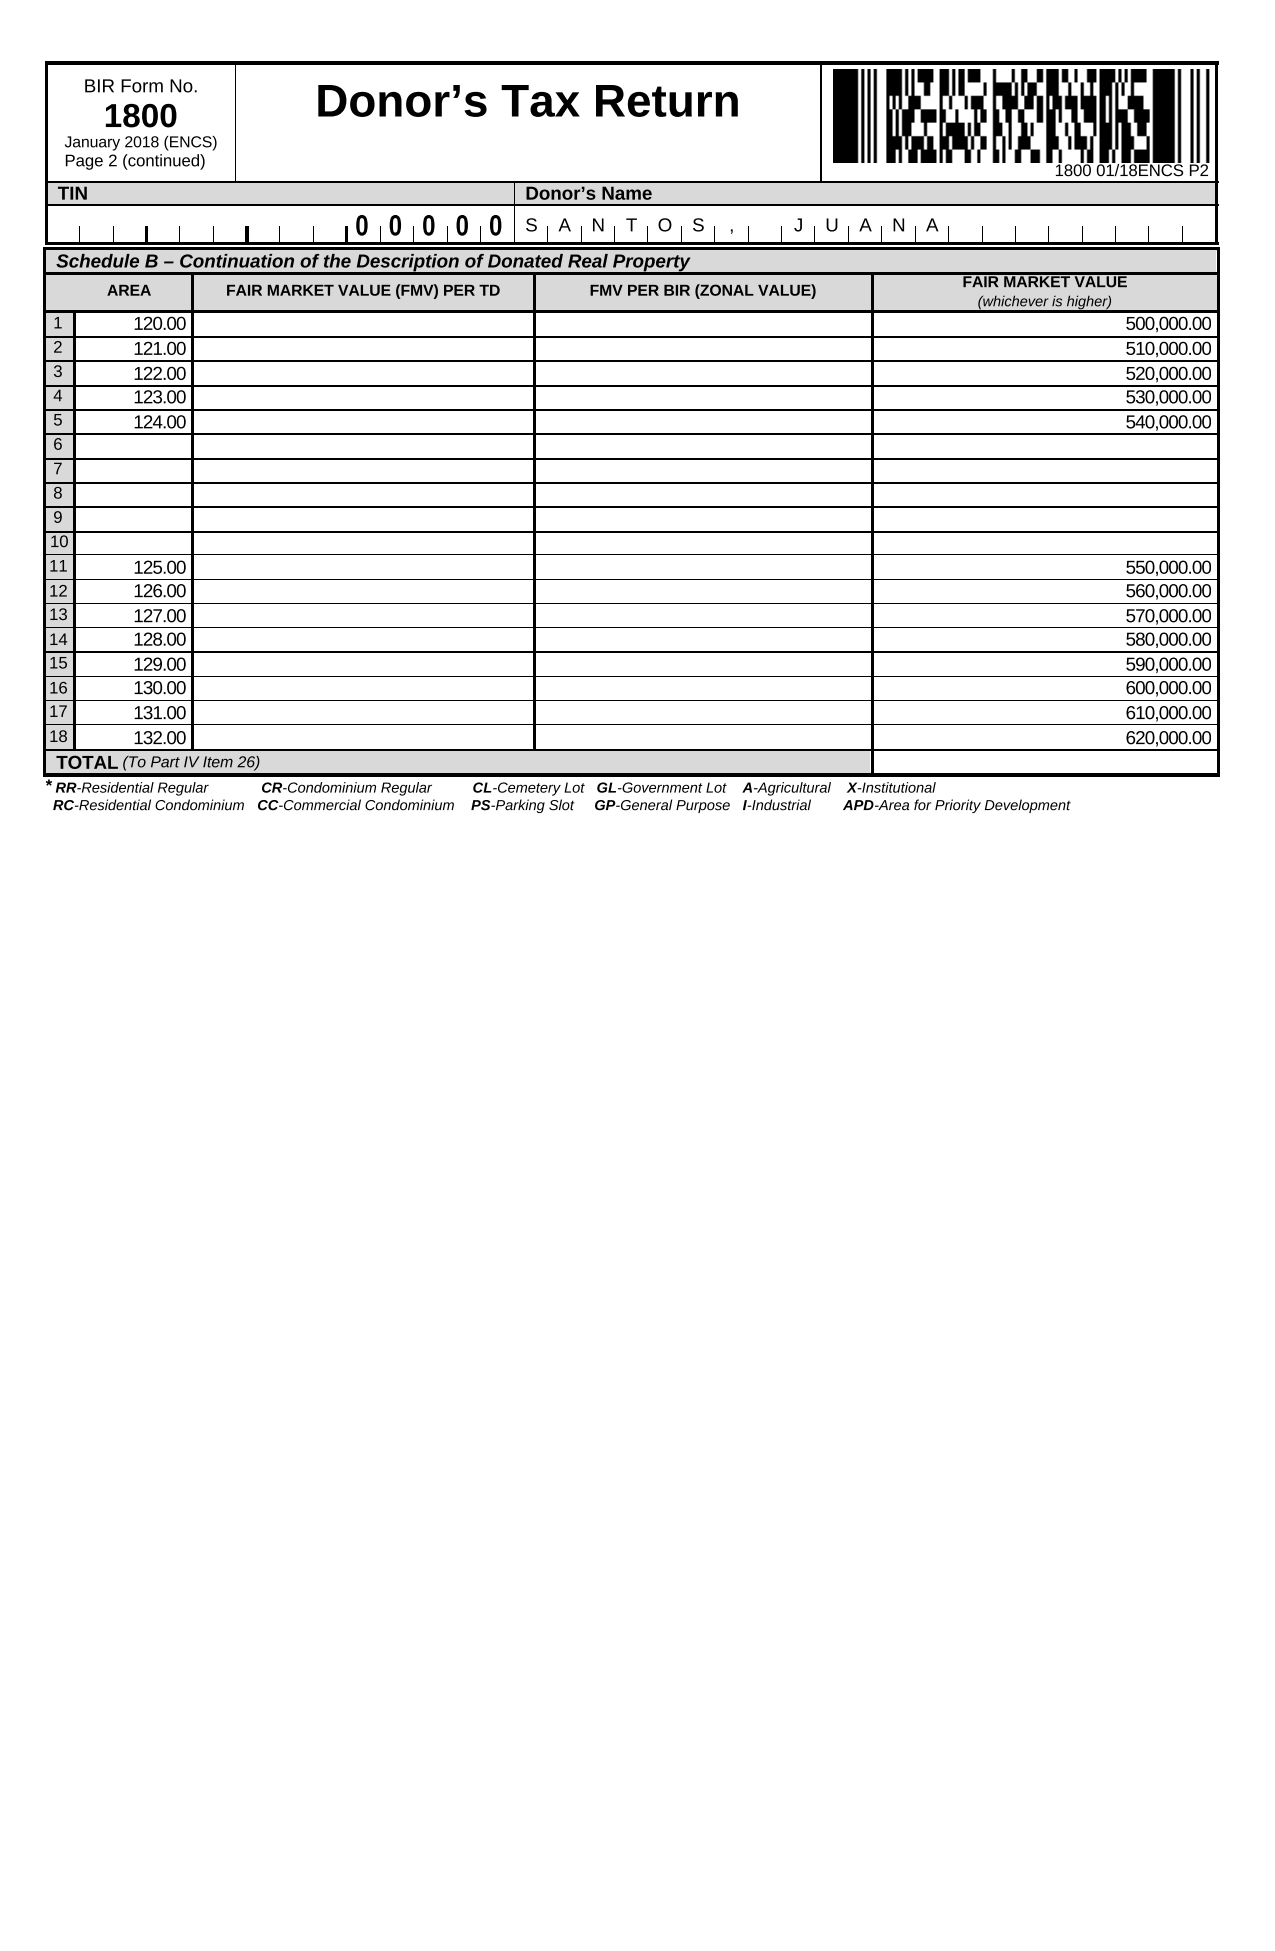 BIR Form No.
1800
January 2018 (ENCS)
Page 2 (continued)
Donor’s Tax Return
1800 01/18ENCS P2
TIN Donor’s Name
0 0 0 0 0 S A N T O S , J U A N A
Schedule B – Continuation of the Description of Donated Real Property
AREA FAIR MARKET VALUE (FMV) PER TD FMV PER BIR (ZONAL VALUE) FAIR MARKET VALUE
(whichever is higher)
1 120.00 500,000.00
2 121.00 510,000.00
3 122.00 520,000.00
4 123.00 530,000.00
5 124.00 540,000.00
6
7
8
9
10
11 125.00 550,000.00
12 126.00 560,000.00
13 127.00 570,000.00
14 128.00 580,000.00
15 129.00 590,000.00
16 130.00 600,000.00
17 131.00 610,000.00
18 132.00 620,000.00
TOTAL (To Part IV Item 26)
* RR-Residential Regular CR-Condominium Regular CL-Cemetery Lot GL-Government Lot A-Agricultural X-Institutional
RC-Residential Condominium CC-Commercial Condominium PS-Parking Slot GP-General Purpose I-Industrial APD-Area for Priority Development